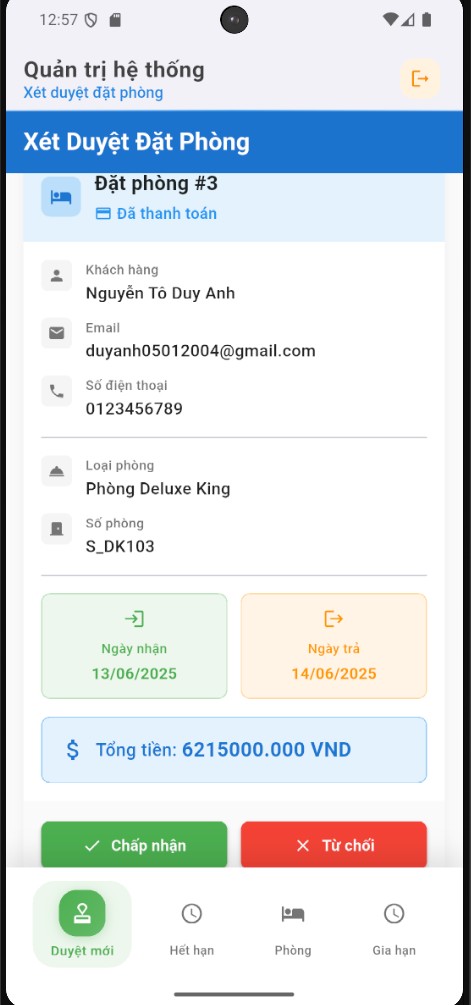 12:57
Quản trị hệ thống
Xét duyệt đặt phòng
Xét Duyệt Đặt Phòng
Đặt phòng #3
Đã thanh toán
Khách hàng
Nguyễn Tô Duy Anh
Email
duyanh05012004@gmail.com
Số điện thoại
0123456789
Loại phòng
Phòng Deluxe King
Số phòng
S_DK103
Ngày nhận
13/06/2025
Ngày trả
14/06/2025
$ Tổng tiền: 6215000.000 VND
Chấp nhận
Từ chối
Duyệt mới
Hết hạn
Phòng
Gia hạn